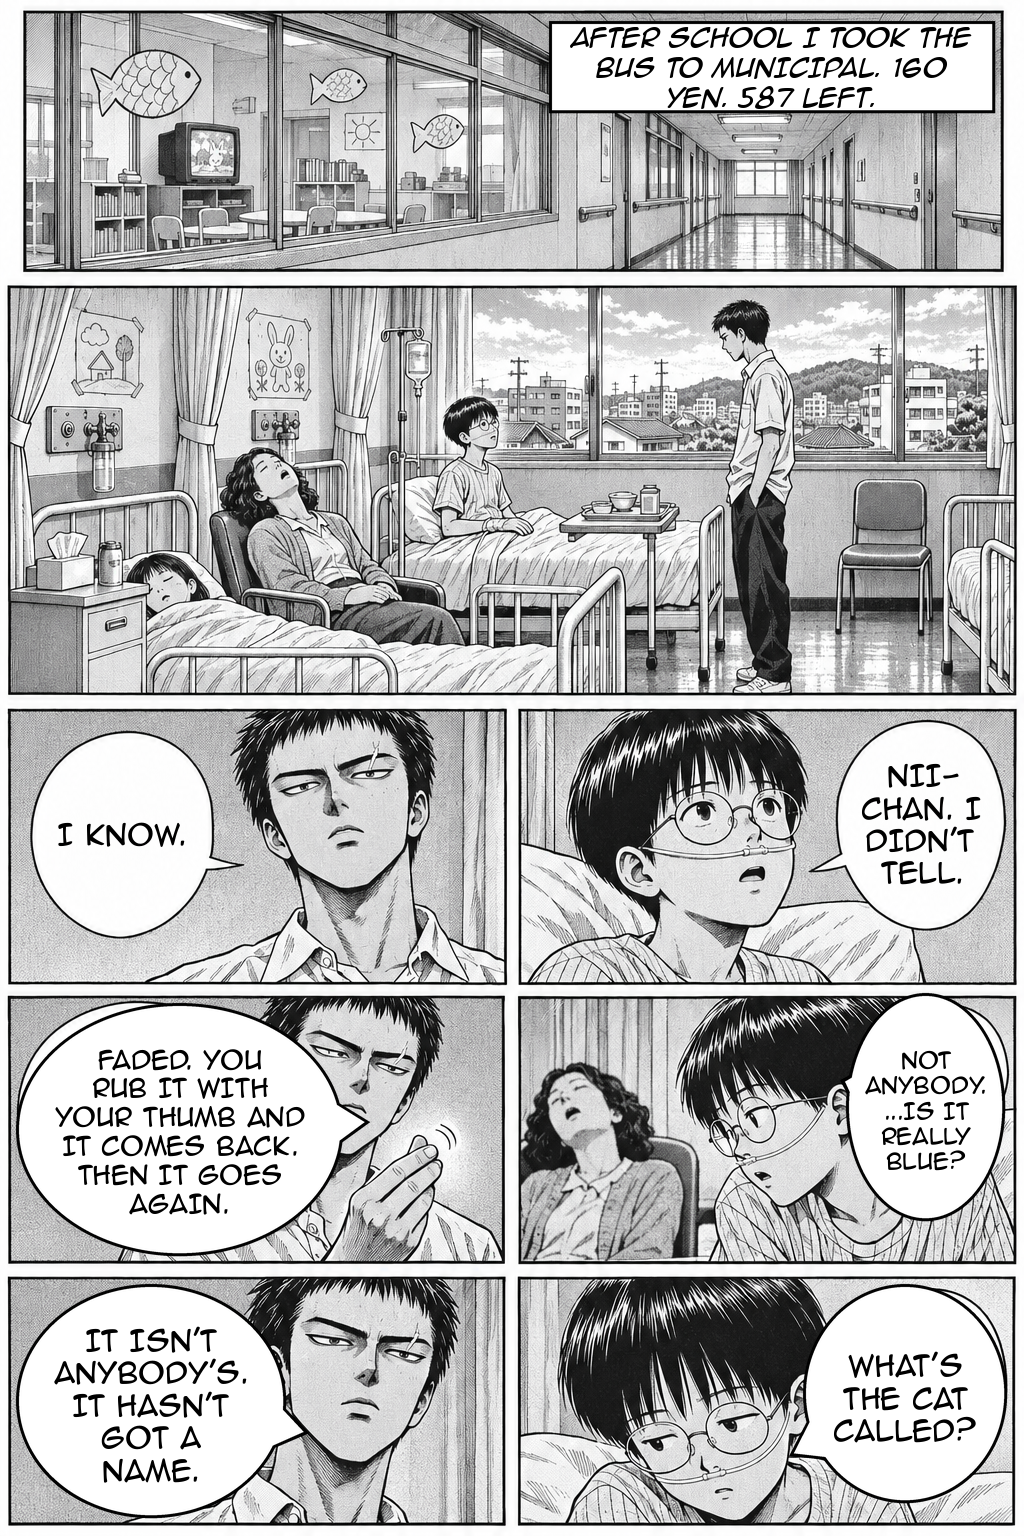 AFTER SCHOOL I TOOK THE
BUS TO MUNICIPAL. 160
YEN. 587 LEFT.
NII-
CHAN. I
DIDN'T
TELL.
I KNOW.
NOT
ANYBODY.
...IS IT
REALLY
BLUE?
FADED. YOU
RUB IT WITH
YOUR THUMB AND
IT COMES BACK.
THEN IT GOES
AGAIN.
WHAT'S
THE CAT
CALLED?
IT ISN'T
ANYBODY'S.
IT HASN'T
GOT A
NAME.